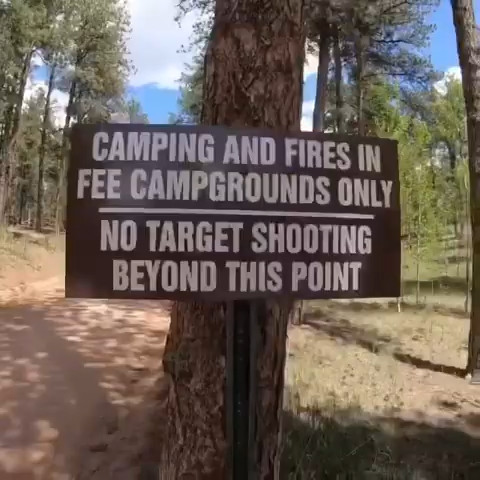 CAMPING AND FIRES IN
FEE CAMPGROUNDS ONLY
NO TARGET SHOOTING
BEYOND THIS POINT